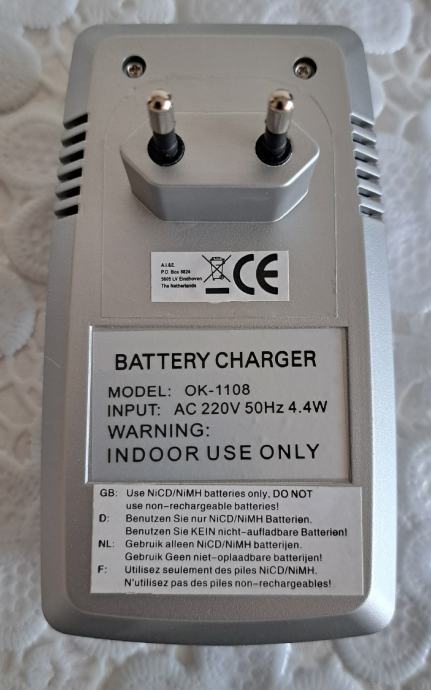 A.I.&E.
P.O. Box 8624
5605 LV Eindhoven
The Netherlands
CE
BATTERY CHARGER
MODEL: OK-1108
INPUT: AC 220V 50Hz 4.4W
WARNING:
INDOOR USE ONLY
GB: Use NiCD/NiMH batteries only, DO NOT
use non-rechargeable batteries!
D: Benutzen Sie nur NiCD/NiMH Batterien.
Benutzen Sie KEIN nicht-aufladbare Batterien!
NL: Gebruik alleen NiCD/NiMH batterijen.
Gebruik Geen niet-oplaadbare batterijen!
F: Utilisez seulement des piles NiCD/NiMH.
N'utilisez pas des piles non-rechargeables!